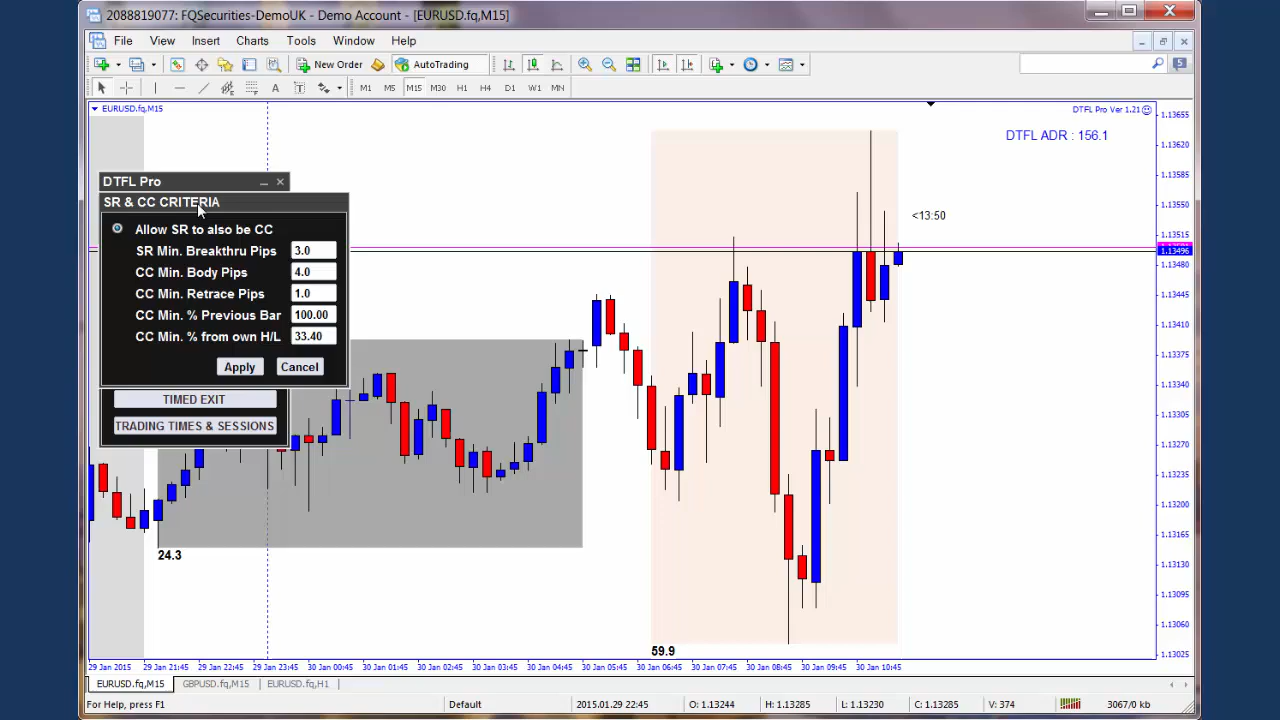 2088819077: FQSecurities-DemoUK - Demo Account - [EURUSD.fq,M15]
File View Insert Charts Tools Window Help
New Order AutoTrading 5
A T M1 M5 M15 M30 H1 H4 D1 W1 MN
EURUSD.fq,M15 DTFL Pro Ver 1.21
DTFL ADR : 156.1
DTFL Pro
SR & CC CRITERIA
Allow SR to also be CC
SR Min. Breakthru Pips 3.0
CC Min. Body Pips 4.0
CC Min. Retrace Pips 1.0
CC Min. % Previous Bar 100.00
CC Min. % from own H/L 33.40
Apply Cancel
TIMED EXIT
TRADING TIMES & SESSIONS
<13:50
24.3
59.9
1.13655
1.13620
1.13585
1.13550
1.13515
1.13496
1.13480
1.13445
1.13410
1.13375
1.13340
1.13305
1.13270
1.13235
1.13200
1.13165
1.13130
1.13095
1.13060
1.13025
29 Jan 2015 29 Jan 21:45 29 Jan 22:45 29 Jan 23:45 30 Jan 00:45 30 Jan 01:45 30 Jan 02:45 30 Jan 03:45 30 Jan 04:45 30 Jan 05:45 30 Jan 06:45 30 Jan 07:45 30 Jan 08:45 30 Jan 09:45 30 Jan 10:45
EURUSD.fq,M15 GBPUSD.fq,M15 EURUSD.fq,H1
For Help, press F1 Default 2015.01.29 22:45 O: 1.13244 H: 1.13285 L: 1.13230 C: 1.13285 V: 374 3067/0 kb